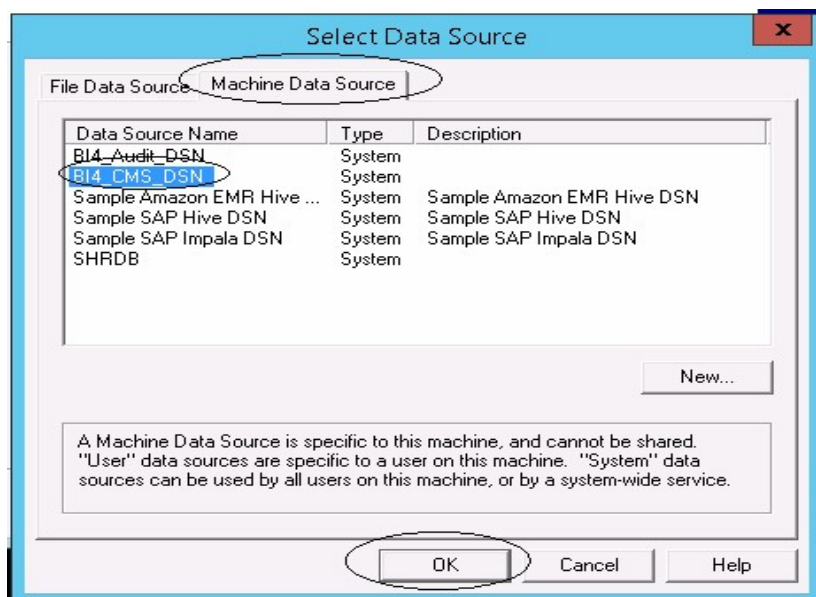 Select Data Source
x
File Data Source Machine Data Source
Data Source Name Type Description
BI4_Audit_DSN System
BI4_CMS_DSN System
Sample Amazon EMR Hive ... System Sample Amazon EMR Hive DSN
Sample SAP Hive DSN System Sample SAP Hive DSN
Sample SAP Impala DSN System Sample SAP Impala DSN
SHRDB System
New...
A Machine Data Source is specific to this machine, and cannot be shared.
"User" data sources are specific to a user on this machine. "System" data
sources can be used by all users on this machine, or by a system-wide service.
OK Cancel Help